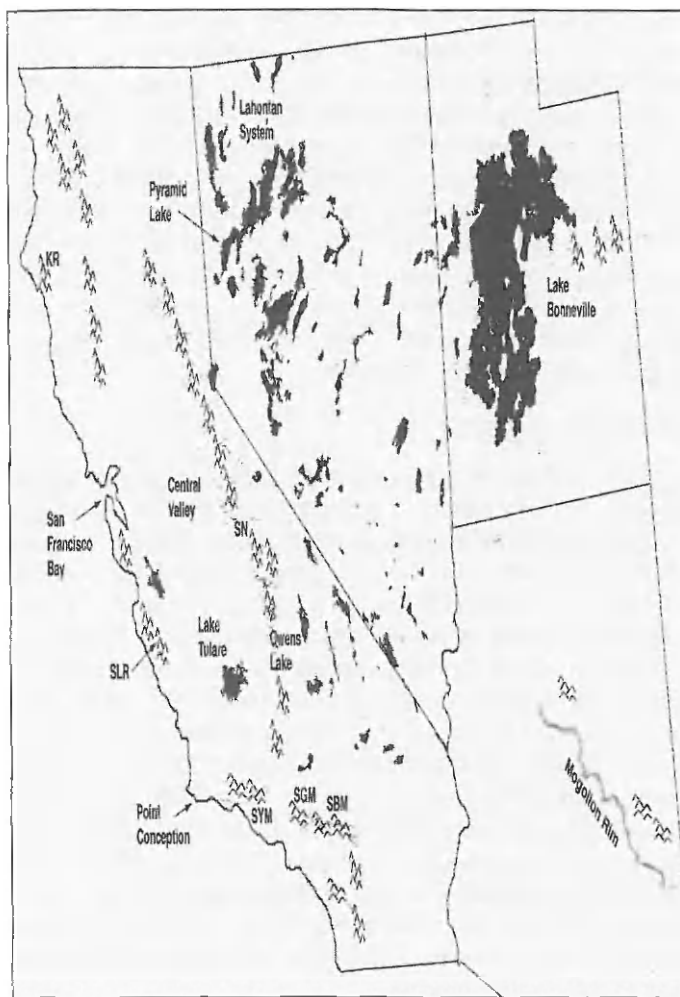 Lahontan
System
Pyramid
Lake
KR
Lake
Bonneville
Central
Valley
San
Francisco
Bay
SN
Lake
Tulare
Owens
Lake
SLR
SGM
SBM
SYM
Point
Conception
Mogollon Rim